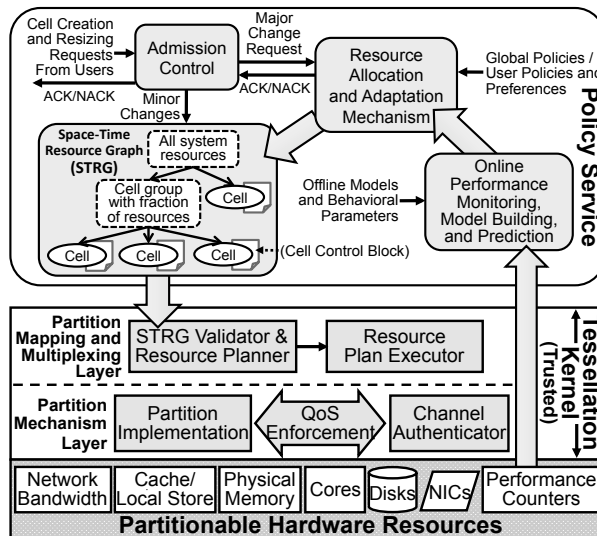 Cell Creation
and Resizing
Requests
From Users
ACK/NACK
Admission
Control
Major
Change
Request
ACK/NACK
Minor
Changes
Resource
Allocation
and Adaptation
Mechanism
Global Policies /
User Policies and
Preferences
Policy Service
Space-Time
Resource Graph
(STRG)
All system
resources
Cell group
with fraction
of resources
Cell
Cell
Cell
Cell
(Cell Control Block)
Offline Models
and Behavioral
Parameters
Online
Performance
Monitoring,
Model Building,
and Prediction
Partition
Mapping and
Multiplexing
Layer
STRG Validator &
Resource Planner
Resource
Plan Executor
Tessellation
Kernel
(Trusted)
Partition
Mechanism
Layer
Partition
Implementation
QoS
Enforcement
Channel
Authenticator
Network
Bandwidth
Cache/
Local Store
Physical
Memory
Cores
Disks
NICs
Performance
Counters
Partitionable Hardware Resources